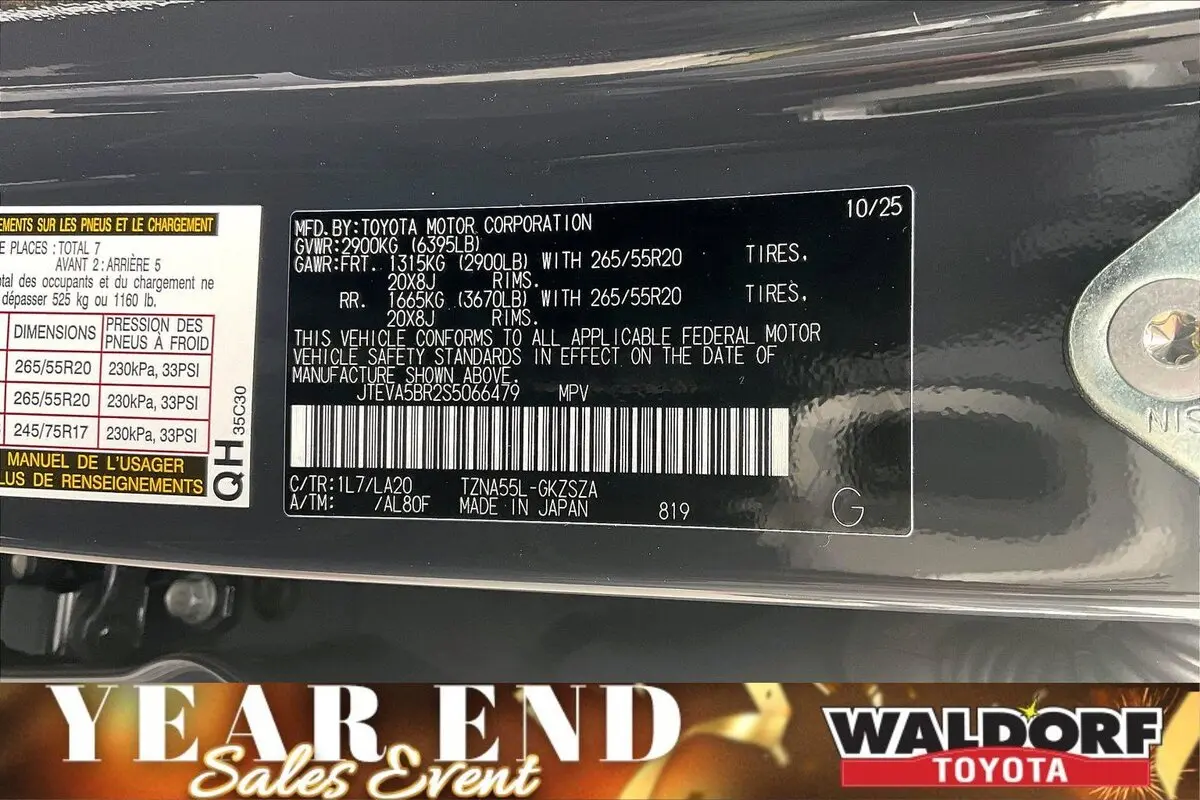 EMENTS SUR LES PNEUS ET LE CHARGEMENT
E PLACES : TOTAL 7
AVANT 2 : ARRIÈRE 5
tal des occupants et du chargement ne
dépasser 525 kg ou 1160 lb.
DIMENSIONS PRESSION DES PNEUS À FROID
265/55R20 230kPa, 33PSI
265/55R20 230kPa, 33PSI
245/75R17 230kPa, 33PSI
MANUEL DE L'USAGER
LUS DE RENSEIGNEMENTS
QH 35C30
MFD. BY: TOYOTA MOTOR CORPORATION 10/25
GVWR: 2900KG (6395LB)
GAWR: FRT. 1315KG (2900LB) WITH 265/55R20 TIRES,
20X8J RIMS.
RR. 1665KG (3670LB) WITH 265/55R20 TIRES,
20X8J RIMS.
THIS VEHICLE CONFORMS TO ALL APPLICABLE FEDERAL MOTOR
VEHICLE SAFETY STANDARDS IN EFFECT ON THE DATE OF
MANUFACTURE SHOWN ABOVE.
JTEVA5BR2S5066479 MPV
C/TR: 1L7/LA20 TZNA55L-GKZSZA
A/TM: /AL80F MADE IN JAPAN 819 G
NIS
YEAR END
Sales Event
WALDORF
TOYOTA